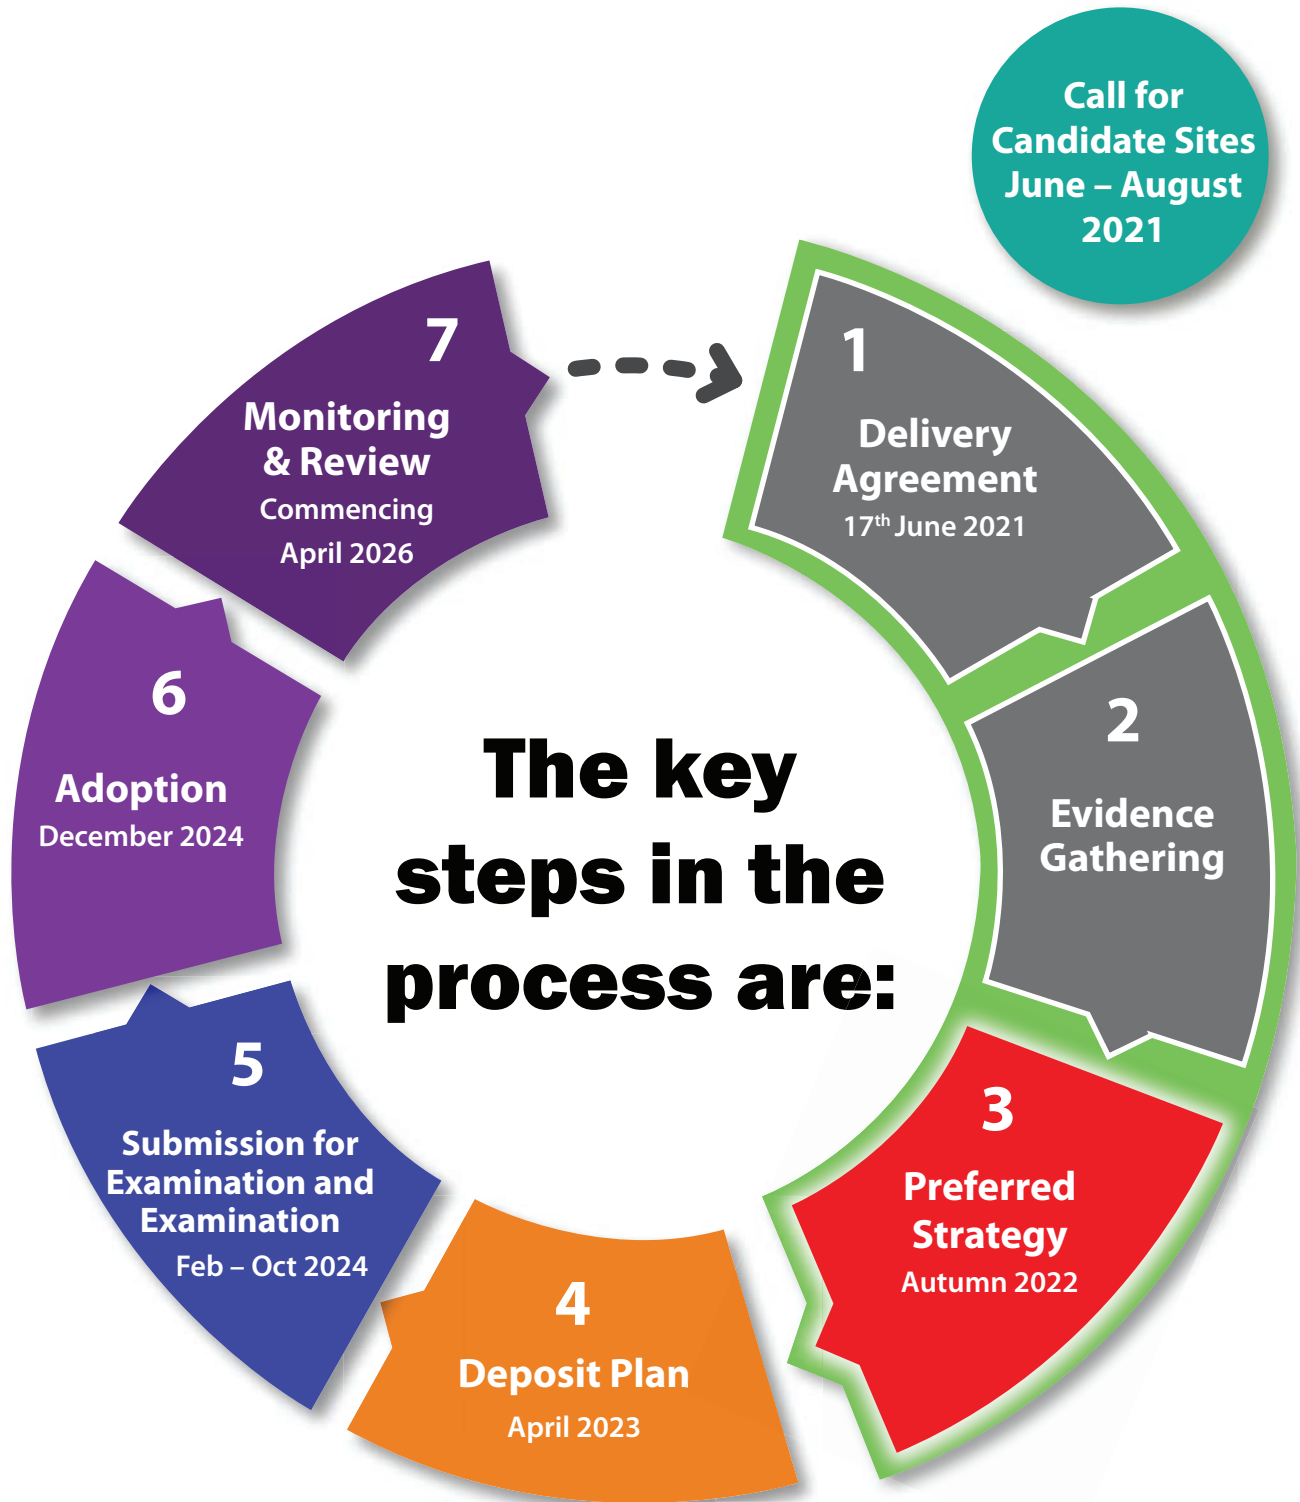 Call for
Candidate Sites
June – August
2021
1
Delivery
Agreement
17th June 2021
2
Evidence
Gathering
3
Preferred
Strategy
Autumn 2022
4
Deposit Plan
April 2023
5
Submission for
Examination and
Examination
Feb – Oct 2024
6
Adoption
December 2024
7
Monitoring
& Review
Commencing
April 2026
The key
steps in the
process are: